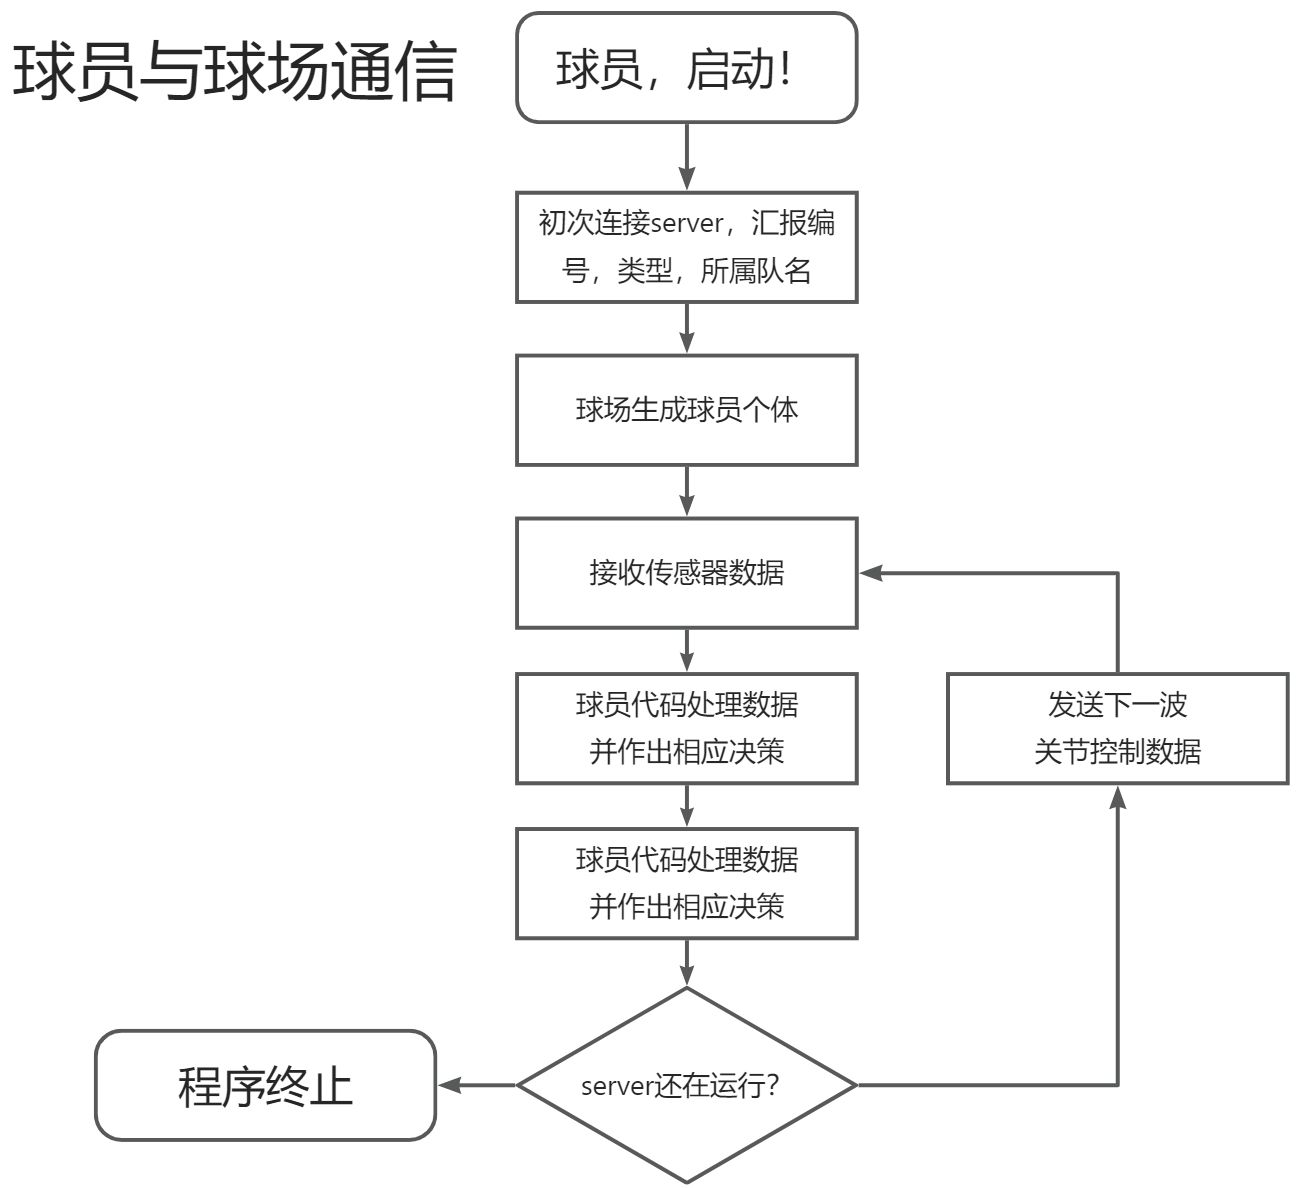 球员与球场通信
球员，启动！
初次连接server，汇报编
号，类型，所属队名
球场生成球员个体
接收传感器数据
球员代码处理数据
并作出相应决策
发送下一波
关节控制数据
球员代码处理数据
并作出相应决策
server还在运行？
程序终止